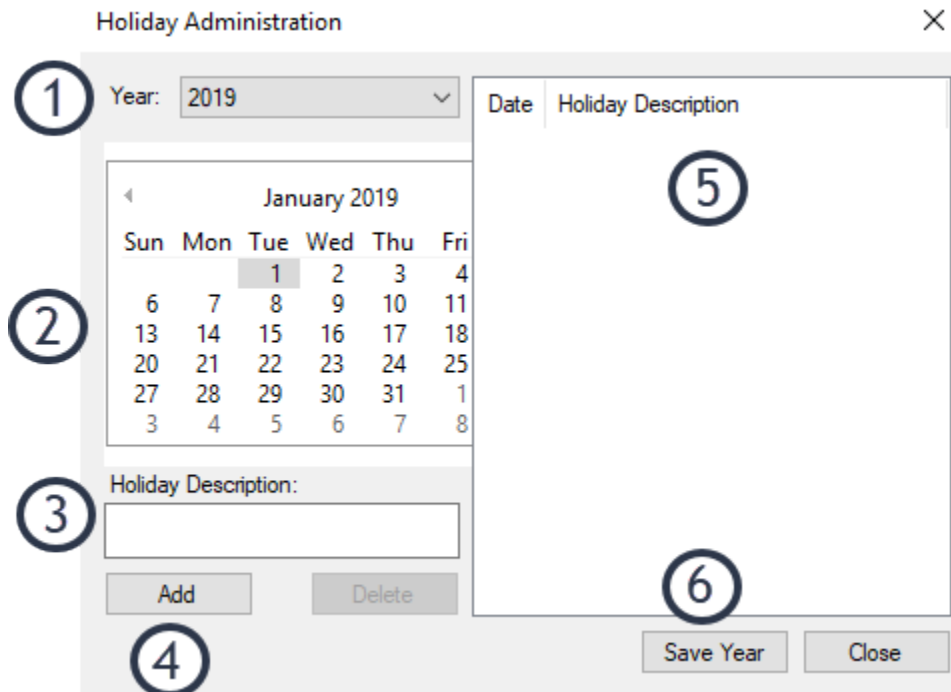 Holiday Administration
1
Year: 2019
Date Holiday Description
5
January 2019
Sun Mon Tue Wed Thu Fri
1 2 3 4
6 7 8 9 10 11
2
13 14 15 16 17 18
20 21 22 23 24 25
27 28 29 30 31 1
3 4 5 6 7 8
Holiday Description:
3
Add Delete
6
4
Save Year Close